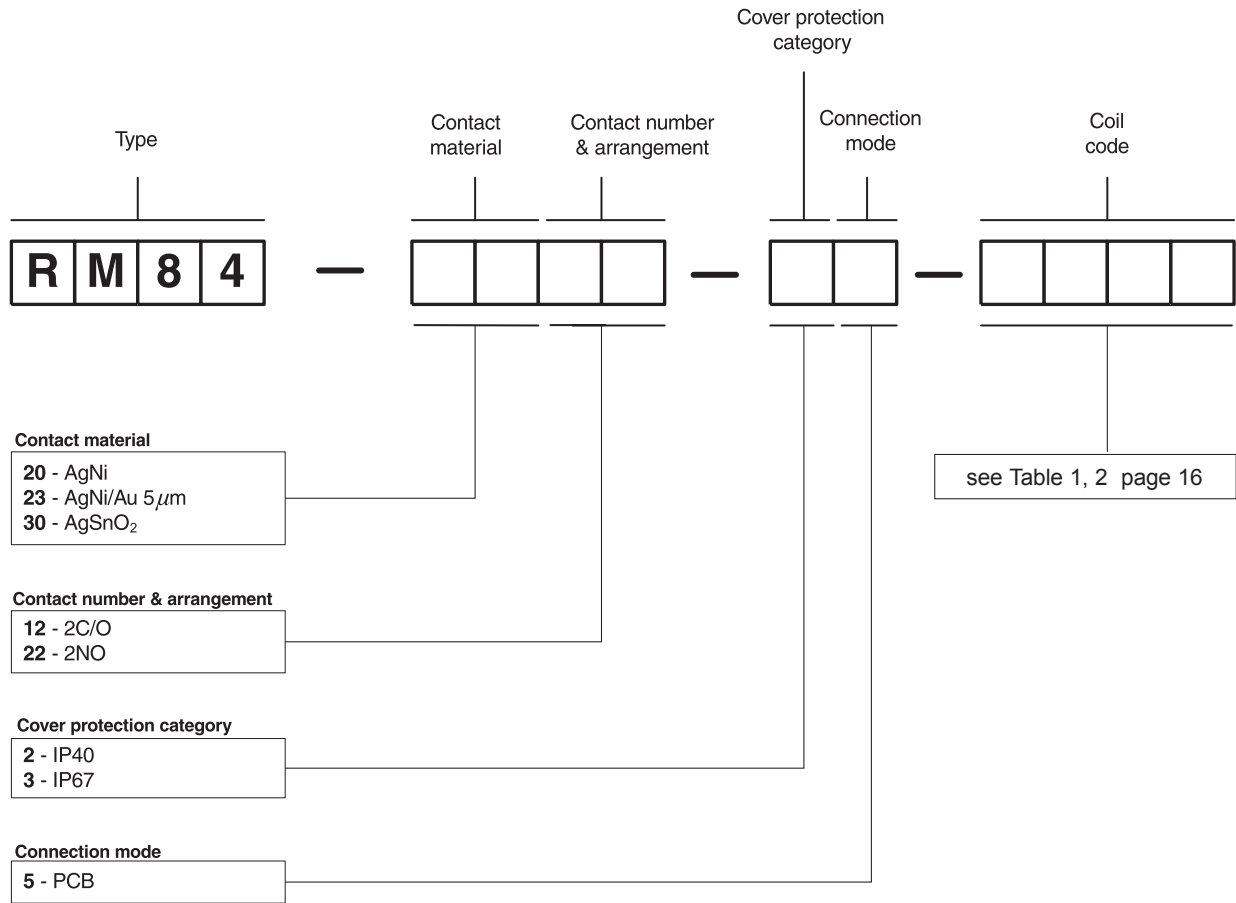 Cover protection
category
Type
Contact
material
Contact number
& arrangement
Connection
mode
Coil
code
R M 8 4 — — —
Contact material
20 - AgNi
23 - AgNi/Au 5µm
30 - AgSnO₂
see Table 1, 2 page 16
Contact number & arrangement
12 - 2C/O
22 - 2NO
Cover protection category
2 - IP40
3 - IP67
Connection mode
5 - PCB